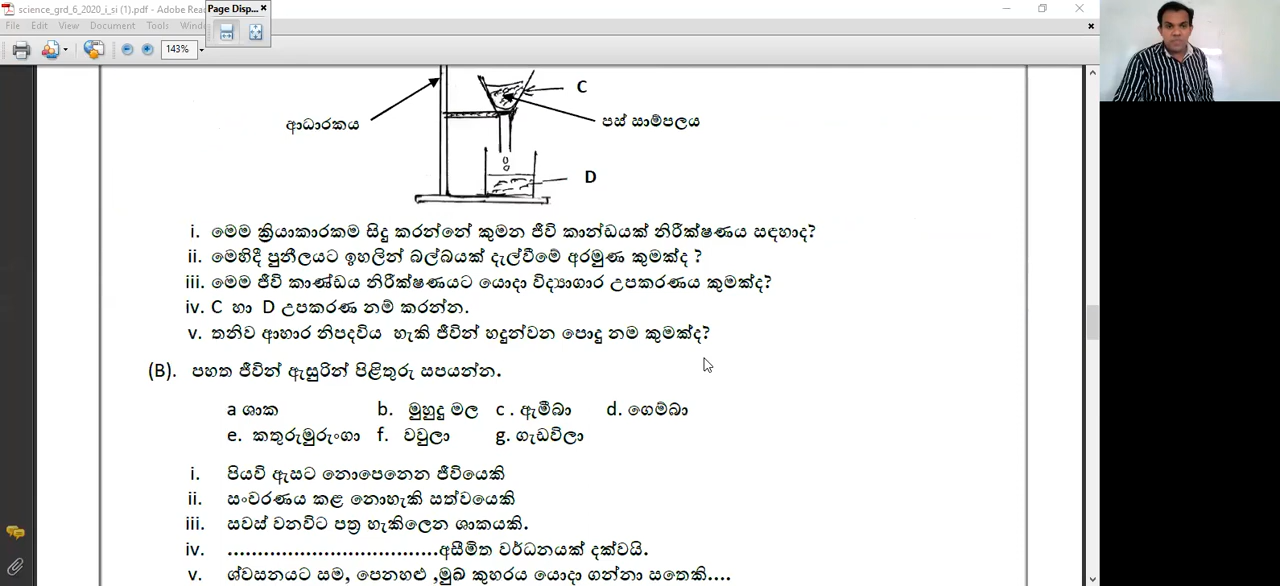 science_grd_6_2020_i_si (1).pdf - Adobe Rea
Page Disp...
File Edit View Document Tools Windo
143%
C
ආධාරකය
පස් සාම්පලය
D
i. මෙම ක්‍රියාකාරකම සිදු කරන්නේ කුමන ජීවි කාන්ඩයක් නිරීක්ෂණය සඳහාද?
ii. මෙහිදී පුනීලයට ඉහලින් බල්බයක් දැල්වීමේ අරමුණ කුමක්ද ?
iii. මෙම ජීවි කාණ්ඩය නිරීක්ෂණයට යොදා විද්‍යාගාර උපකරණය කුමක්ද?
iv. C හා D උපකරණ නම් කරන්න.
v. තනිව ආහාර නිපදවිය හැකි ජීවින් හදුන්වන පොදු නම කුමක්ද?
(B). පහත ජීවින් ඇසුරින් පිළිතුරු සපයන්න.
a ශාක b. මුහුදු මල c . ඇමීබා d. ගෙම්බා
e. කතුරුමුරුංගා f. වවුලා g. ගැඩවිලා
i. පියවි ඇසට නොපෙනෙන ජීවියෙකි
ii. සංචරණය කළ නොහැකි සත්වයෙකි
iii. සවස් වනවිට පත්‍ර හැකිලෙන ශාකයකි.
iv. ...................................අසීමිත වර්ධනයක් දක්වයි.
v. ශ්වසනයට සම, පෙනහළු ,මුඛ කුහරය යොදා ගන්නා සතෙකි....